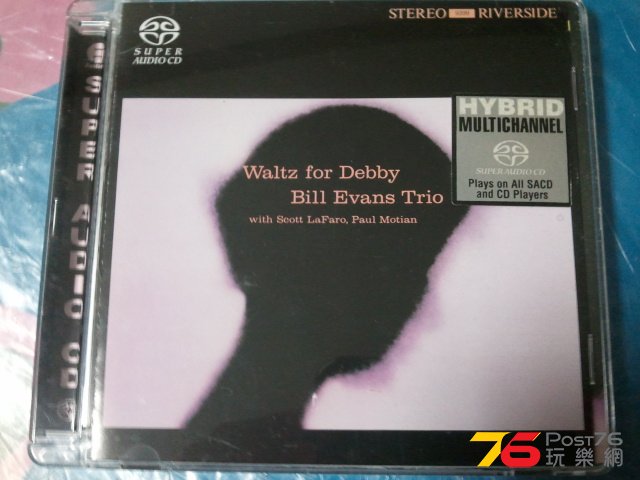 SUPER AUDIO CD
SUPER
AUDIO CD
STEREO RIVERSIDE
HYBRID
MULTICHANNEL
SUPER AUDIO CD
Plays on All SACD
and CD Players
Waltz for Debby
Bill Evans Trio
with Scott LaFaro, Paul Motian
76 Post76
玩樂網